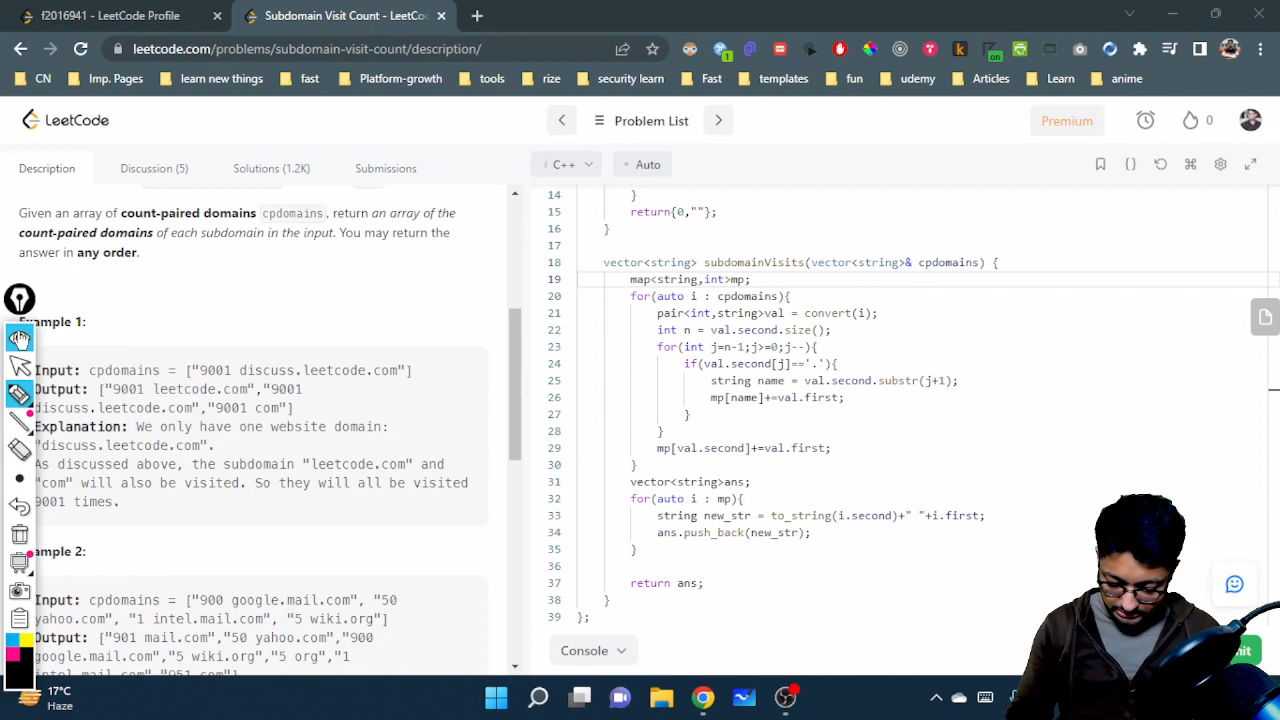 f2016941 - LeetCode Profile
Subdomain Visit Count - LeetCo
leetcode.com/problems/subdomain-visit-count/description/
CN
Imp. Pages
learn new things
fast
Platform-growth
tools
rise
security learn
Fast
templates
fun
udemy
Articles
Learn
anime
LeetCode
Problem List
Premium
0
Description
Discussion (5)
Solutions (1.2K)
Submissions
i C++
Auto
Given an array of count-paired domains cpdomains, return an array of the
count-paired domains of each subdomain in the input. You may return the
answer in any order.
Example 1:
Input: cpdomains = ["9001 discuss.leetcode.com"]
Output: ["9001 leetcode.com","9001
discuss.leetcode.com","9001 com"]
Explanation: We only have one website domain:
"discuss.leetcode.com".
As discussed above, the subdomain "leetcode.com" and
"com" will also be visited. So they will all be visited
9001 times.
ample 2:
Input: cpdomains = ["900 google.mail.com", "50
yahoo.com", "1 intel.mail.com", "5 wiki.org"]
Output: ["901 mail.com","50 yahoo.com","900
google.mail.com","5 wiki.org","5 org","1
intel.mail.com","951 com"]
14 }
15 return{0,""};
16 }
17
18 vector<string> subdomainVisits(vector<string>& cpdomains) {
19 map<string,int>mp;
20 for(auto i : cpdomains){
21 pair<int,string>val = convert(i);
22 int n = val.second.size();
23 for(int j=n-1;j>=0;j--){
24 if(val.second[j]=='.'){
25 string name = val.second.substr(j+1);
26 mp[name]+=val.first;
27 }
28 }
29 mp[val.second]+=val.first;
30 }
31 vector<string>ans;
32 for(auto i : mp){
33 string new_str = to_string(i.second)+" "+i.first;
34 ans.push_back(new_str);
35 }
36
37 return ans;
38 }
39 };
Console
17°C
Haze